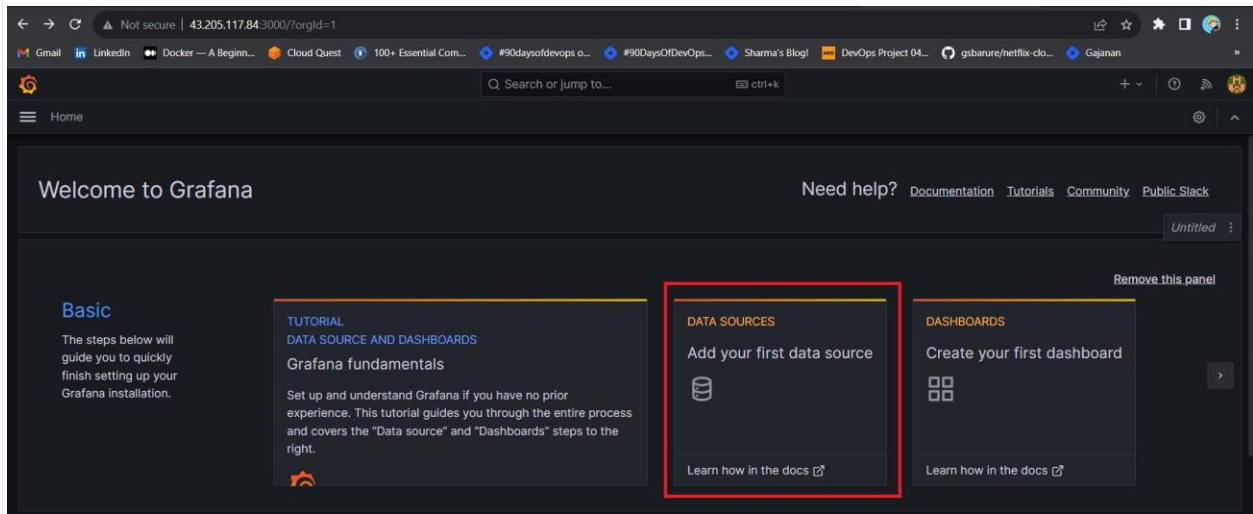 Not secure | 43.205.117.84:3000/?orgId=1
Gmail LinkedIn Docker — A Beginn... Cloud Quest 100+ Essential Com... #90daysofdevops o... #90DaysOfDevOps... Sharma's Blog! DevOps Project 04... gsbarure/netflix-clo... Gajanan »
Search or jump to... ctrl+k
Home
Welcome to Grafana
Need help? Documentation Tutorials Community Public Slack
Untitled
Remove this panel
Basic
The steps below will
guide you to quickly
finish setting up your
Grafana installation.
TUTORIAL
DATA SOURCE AND DASHBOARDS
Grafana fundamentals
Set up and understand Grafana if you have no prior
experience. This tutorial guides you through the entire process
and covers the "Data source" and "Dashboards" steps to the
right.
DATA SOURCES
Add your first data source
Learn how in the docs
DASHBOARDS
Create your first dashboard
Learn how in the docs